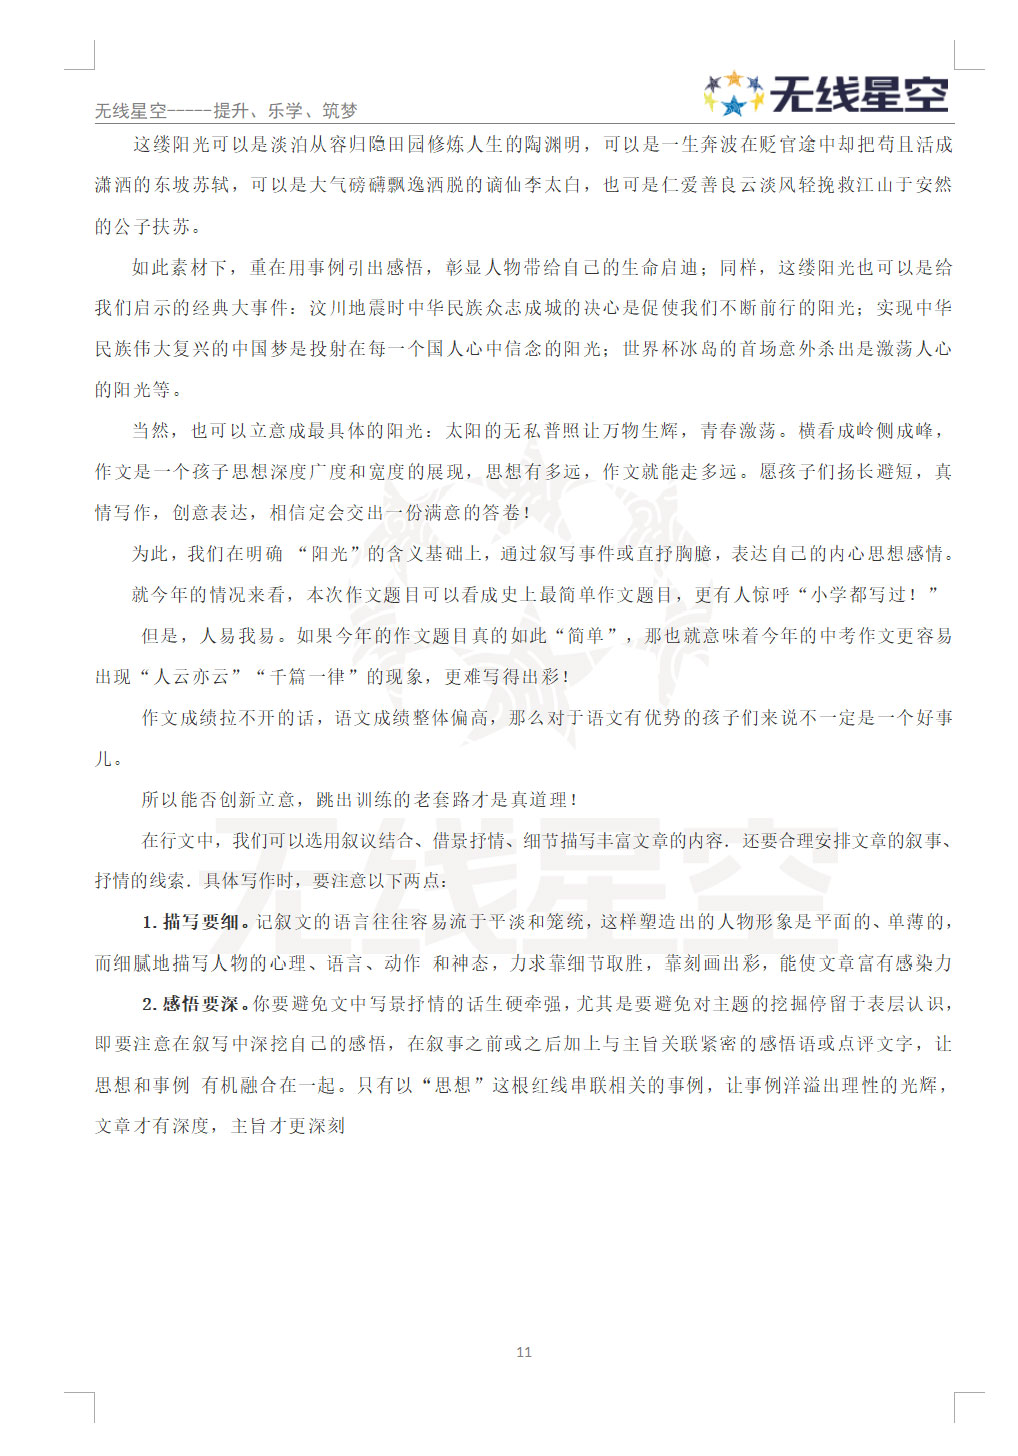 无线星空-----提升、乐学、筑梦
无线星空
这缕阳光可以是淡泊从容归隐田园修炼人生的陶渊明，可以是一生奔波在贬官途中却把苟且活成
潇洒的东坡苏轼，可以是大气磅礴飘逸洒脱的谪仙李太白，也可是仁爱善良云淡风轻挽救江山于安然
的公子扶苏。
如此素材下，重在用事例引出感悟，彰显人物带给自己的生命启迪；同样，这缕阳光也可以是给
我们启示的经典大事件：汶川地震时中华民族众志成城的决心是促使我们不断前行的阳光；实现中华
民族伟大复兴的中国梦是投射在每一个国人心中信念的阳光；世界杯冰岛的首场意外杀出是激荡人心
的阳光等。
当然，也可以立意成最具体的阳光：太阳的无私普照让万物生辉，青春激荡。横看成岭侧成峰，
作文是一个孩子思想深度广度和宽度的展现，思想有多远，作文就能走多远。愿孩子们扬长避短，真
情写作，创意表达，相信定会交出一份满意的答卷！
为此，我们在明确 “阳光”的含义基础上，通过叙写事件或直抒胸臆，表达自己的内心思想感情。
就今年的情况来看，本次作文题目可以看成史上最简单作文题目，更有人惊呼“小学都写过！”
但是，人易我易。如果今年的作文题目真的如此“简单”，那也就意味着今年的中考作文更容易
出现“人云亦云”“千篇一律”的现象，更难写得出彩！
作文成绩拉不开的话，语文成绩整体偏高，那么对于语文有优势的孩子们来说不一定是一个好事
儿。
所以能否创新立意，跳出训练的老套路才是真道理！
在行文中，我们可以选用叙议结合、借景抒情、细节描写丰富文章的内容．还要合理安排文章的叙事、
抒情的线索．具体写作时，要注意以下两点：
1.描写要细。记叙文的语言往往容易流于平淡和笼统，这样塑造出的人物形象是平面的、单薄的，
而细腻地描写人物的心理、语言、动作 和神态，力求靠细节取胜，靠刻画出彩，能使文章富有感染力
2.感悟要深。你要避免文中写景抒情的话生硬牵强，尤其是要避免对主题的挖掘停留于表层认识，
即要注意在叙写中深挖自己的感悟，在叙事之前或之后加上与主旨关联紧密的感悟语或点评文字，让
思想和事例 有机融合在一起。只有以“思想”这根红线串联相关的事例，让事例洋溢出理性的光辉，
文章才有深度，主旨才更深刻
无线星空
11